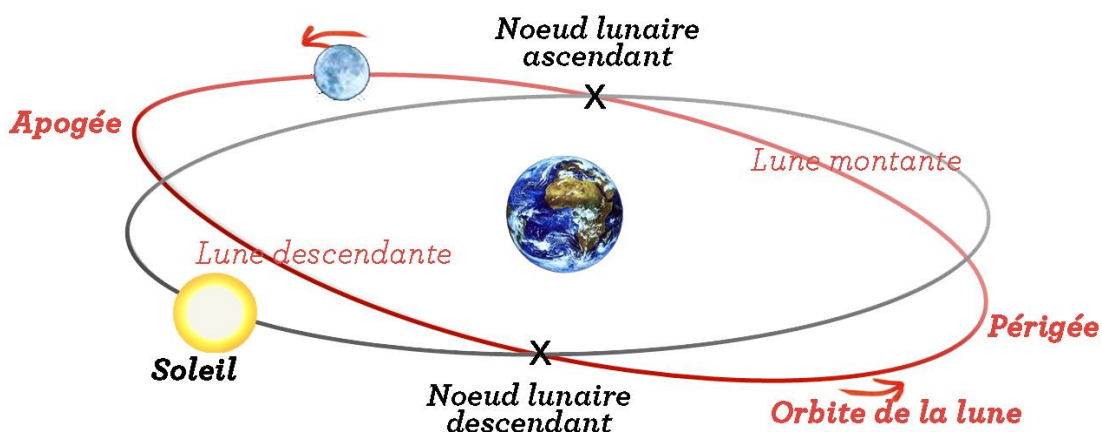 Noeud lunaire
ascendant
Apogée
Lune montante
Lune descendante
Périgée
Soleil
Noeud lunaire
descendant
Orbite de la lune